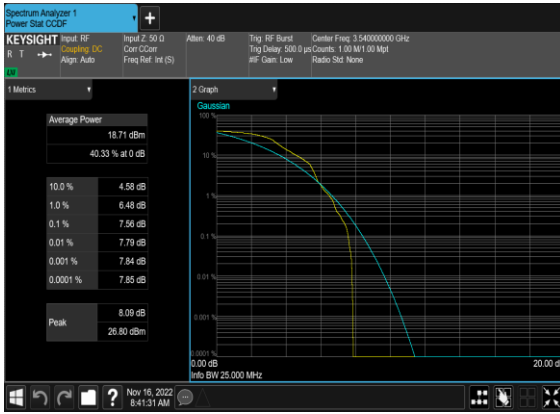 Spectrum Analyzer 1
Power Stat CCDF
KEYSIGHT
R T
LXI
Input: RF
Coupling: DC
Align: Auto
Input Z: 50 Ω
Corr CCorr
Freq Ref: Int (S)
Atten: 40 dB
Trig: RF Burst
Trig Delay: 500.0 µs
#IF Gain: Low
Center Freq: 3.540000000 GHz
Counts: 1.00 M/1.00 Mpt
Radio Std: None
1 Metrics
Average Power
18.71 dBm
40.33 % at 0 dB
10.0 % 4.58 dB
1.0 % 6.48 dB
0.1 % 7.56 dB
0.01 % 7.79 dB
0.001 % 7.84 dB
0.0001 % 7.85 dB
Peak
8.09 dB
26.80 dBm
2 Graph
Gaussian
100 %
10 %
1 %
0.1 %
0.01 %
0.001 %
0.0001 %
0.00 dB
20.00 d
Info BW 25.000 MHz
?
Nov 16, 2022
8:41:31 AM